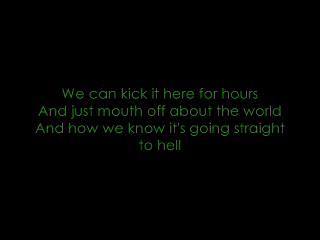 We can kick it here for hours
And just mouth off about the world
And how we know it's going straight
to hell